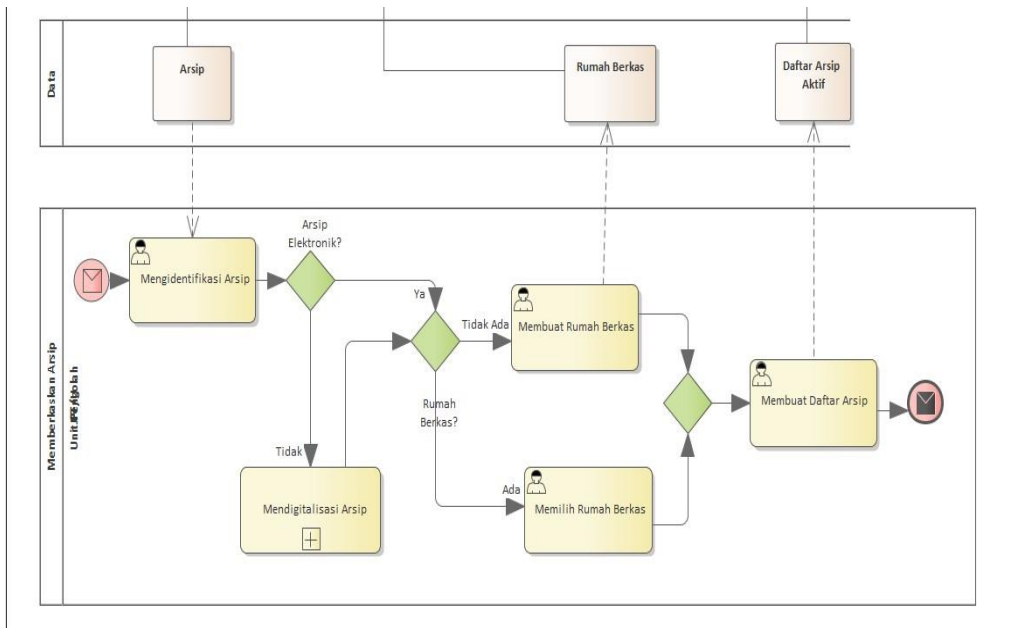 Data
Arsip
Rumah Berkas
Daftar Arsip
Aktif
Memberkaskan Arsip
Mengidentifikasi Arsip
Arsip
Elektronik?
Ya
Tidak
Mendigitalisasi Arsip
Tidak Ada
Membuat Rumah Berkas
Rumah
Berkas?
Ada
Memilih Rumah Berkas
Membuat Daftar Arsip